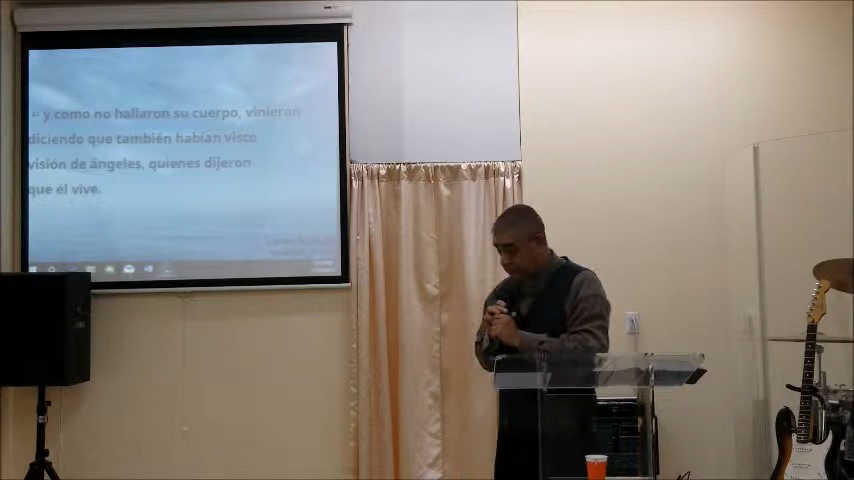 y como no hallaron su cuerpo, vinieron
diciendo que también habían visto
visión de ángeles, quienes dijeron
que él vive.